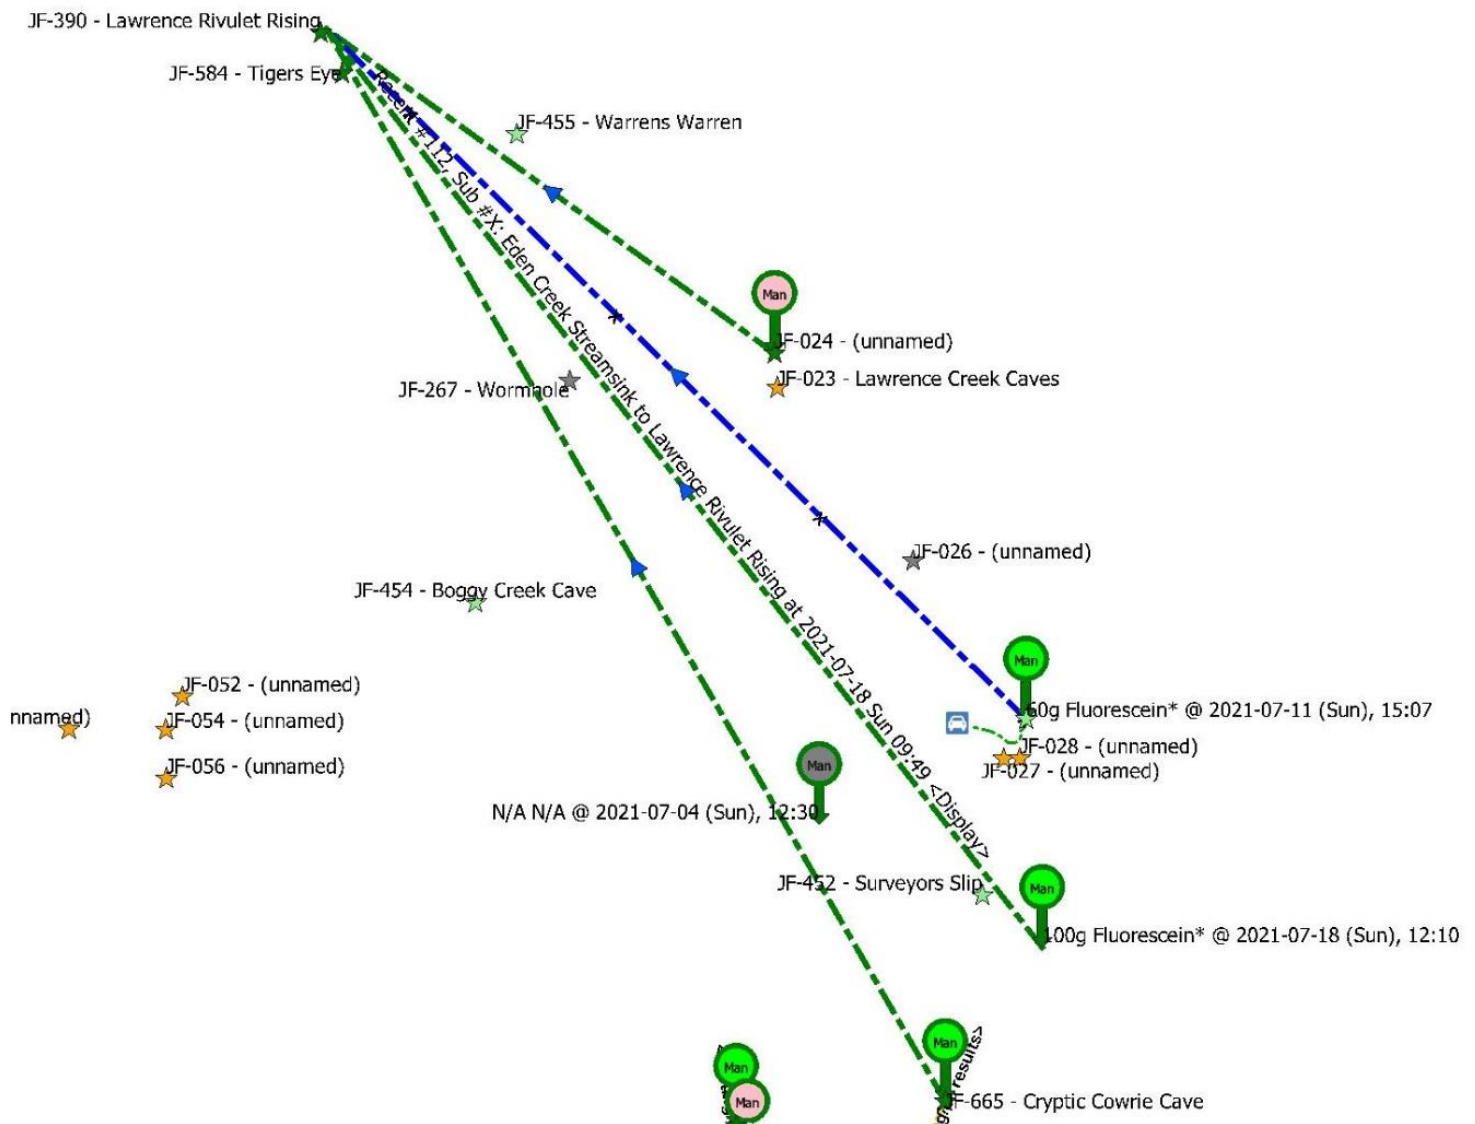 JF-390 - Lawrence Rivulet Rising
JF-584 - Tigers Eye
JF-455 - Warrens Warren
Recent #112, Sub #X: Eden Creek Streamsink to Lawrence Rivulet Rising at 2021-07-18 Sun 09:49 <Display>
Man
JF-024 - (unnamed)
JF-023 - Lawrence Creek Caves
JF-267 - Wormhole
JF-026 - (unnamed)
JF-454 - Boggy Creek Cave
Man
JF-052 - (unnamed)
nnamed)
JF-054 - (unnamed)
60g Fluorescein* @ 2021-07-11 (Sun), 15:07
JF-028 - (unnamed)
JF-056 - (unnamed)
JF-027 - (unnamed)
Man
N/A N/A @ 2021-07-04 (Sun), 12:30
JF-452 - Surveyors Slip
Man
100g Fluorescein* @ 2021-07-18 (Sun), 12:10
Man
results>
Man
Man
JF-665 - Cryptic Cowrie Cave